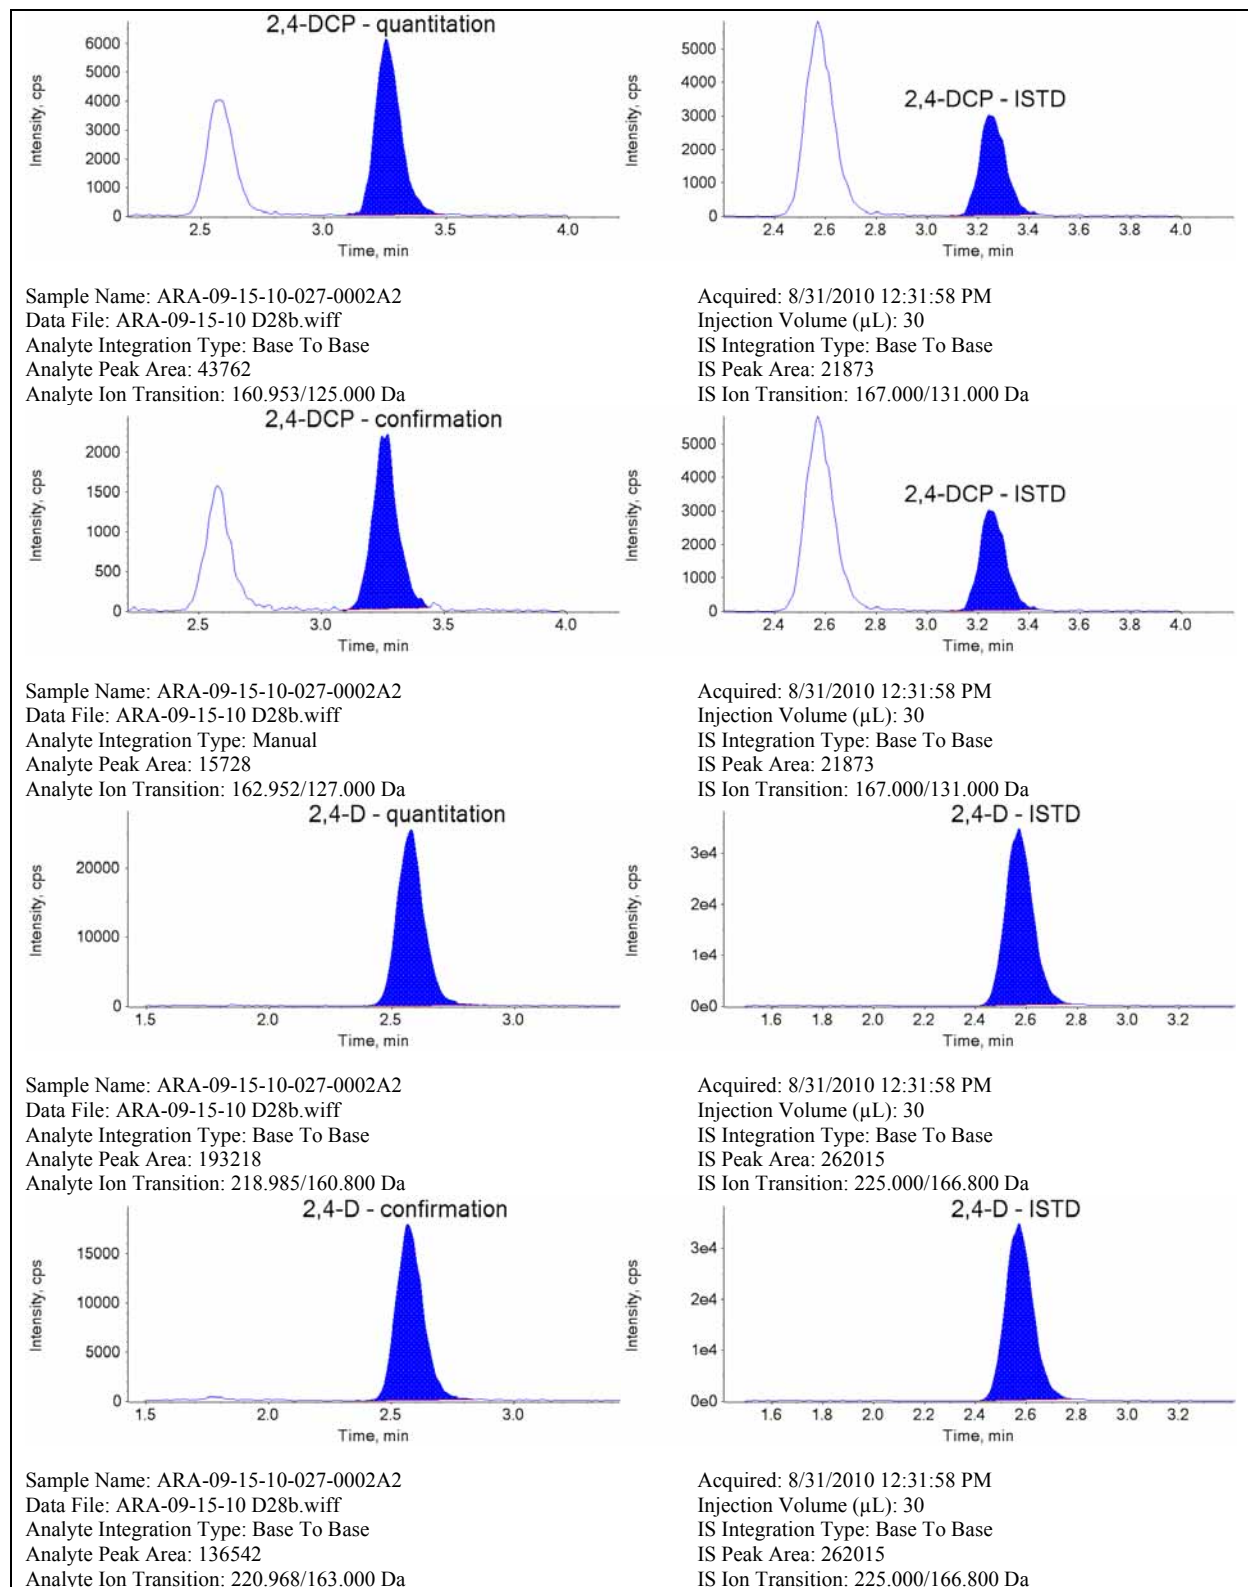 2,4-DCP - quantitation
6000
5000
4000
3000
2000
1000
0
Intensity, cps
2.5 3.0 3.5 4.0
Time, min
2,4-DCP - ISTD
5000
4000
3000
2000
1000
0
Intensity, cps
2.4 2.6 2.8 3.0 3.2 3.4 3.6 3.8 4.0
Time, min
Sample Name: ARA-09-15-10-027-0002A2
Data File: ARA-09-15-10 D28b.wiff
Analyte Integration Type: Base To Base
Analyte Peak Area: 43762
Analyte Ion Transition: 160.953/125.000 Da
Acquired: 8/31/2010 12:31:58 PM
Injection Volume (µL): 30
IS Integration Type: Base To Base
IS Peak Area: 21873
IS Ion Transition: 167.000/131.000 Da
2,4-DCP - confirmation
2000
1500
1000
500
0
Intensity, cps
2.5 3.0 3.5 4.0
Time, min
2,4-DCP - ISTD
5000
4000
3000
2000
1000
0
Intensity, cps
2.4 2.6 2.8 3.0 3.2 3.4 3.6 3.8 4.0
Time, min
Sample Name: ARA-09-15-10-027-0002A2
Data File: ARA-09-15-10 D28b.wiff
Analyte Integration Type: Manual
Analyte Peak Area: 15728
Analyte Ion Transition: 162.952/127.000 Da
Acquired: 8/31/2010 12:31:58 PM
Injection Volume (µL): 30
IS Integration Type: Base To Base
IS Peak Area: 21873
IS Ion Transition: 167.000/131.000 Da
2,4-D - quantitation
20000
10000
0
Intensity, cps
1.5 2.0 2.5 3.0
Time, min
2,4-D - ISTD
3e4
2e4
1e4
0e0
Intensity, cps
1.6 1.8 2.0 2.2 2.4 2.6 2.8 3.0 3.2
Time, min
Sample Name: ARA-09-15-10-027-0002A2
Data File: ARA-09-15-10 D28b.wiff
Analyte Integration Type: Base To Base
Analyte Peak Area: 193218
Analyte Ion Transition: 218.985/160.800 Da
Acquired: 8/31/2010 12:31:58 PM
Injection Volume (µL): 30
IS Integration Type: Base To Base
IS Peak Area: 262015
IS Ion Transition: 225.000/166.800 Da
2,4-D - confirmation
15000
10000
5000
0
Intensity, cps
1.5 2.0 2.5 3.0
Time, min
2,4-D - ISTD
3e4
2e4
1e4
0e0
Intensity, cps
1.6 1.8 2.0 2.2 2.4 2.6 2.8 3.0 3.2
Time, min
Sample Name: ARA-09-15-10-027-0002A2
Data File: ARA-09-15-10 D28b.wiff
Analyte Integration Type: Base To Base
Analyte Peak Area: 136542
Analyte Ion Transition: 220.968/163.000 Da
Acquired: 8/31/2010 12:31:58 PM
Injection Volume (µL): 30
IS Integration Type: Base To Base
IS Peak Area: 262015
IS Ion Transition: 225.000/166.800 Da